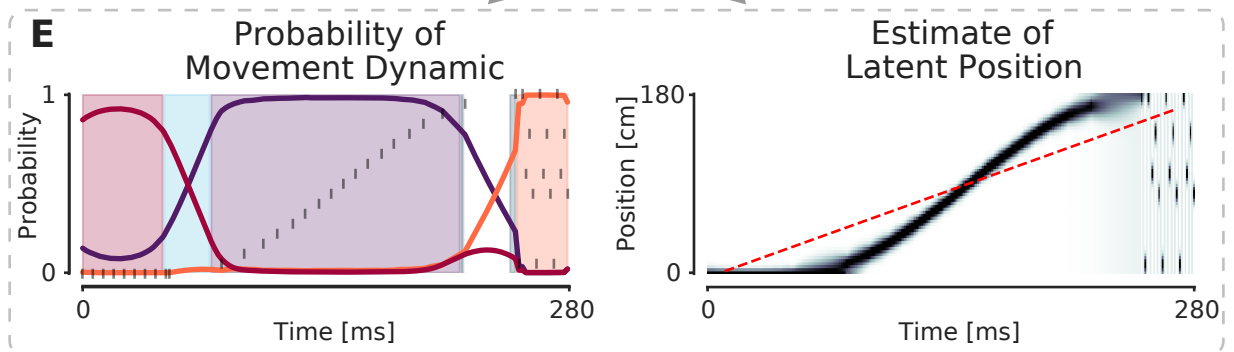 E
Probability of
Movement Dynamic
1
Probability
0
0
280
Time [ms]
Estimate of
Latent Position
180
Position [cm]
0
0
280
Time [ms]